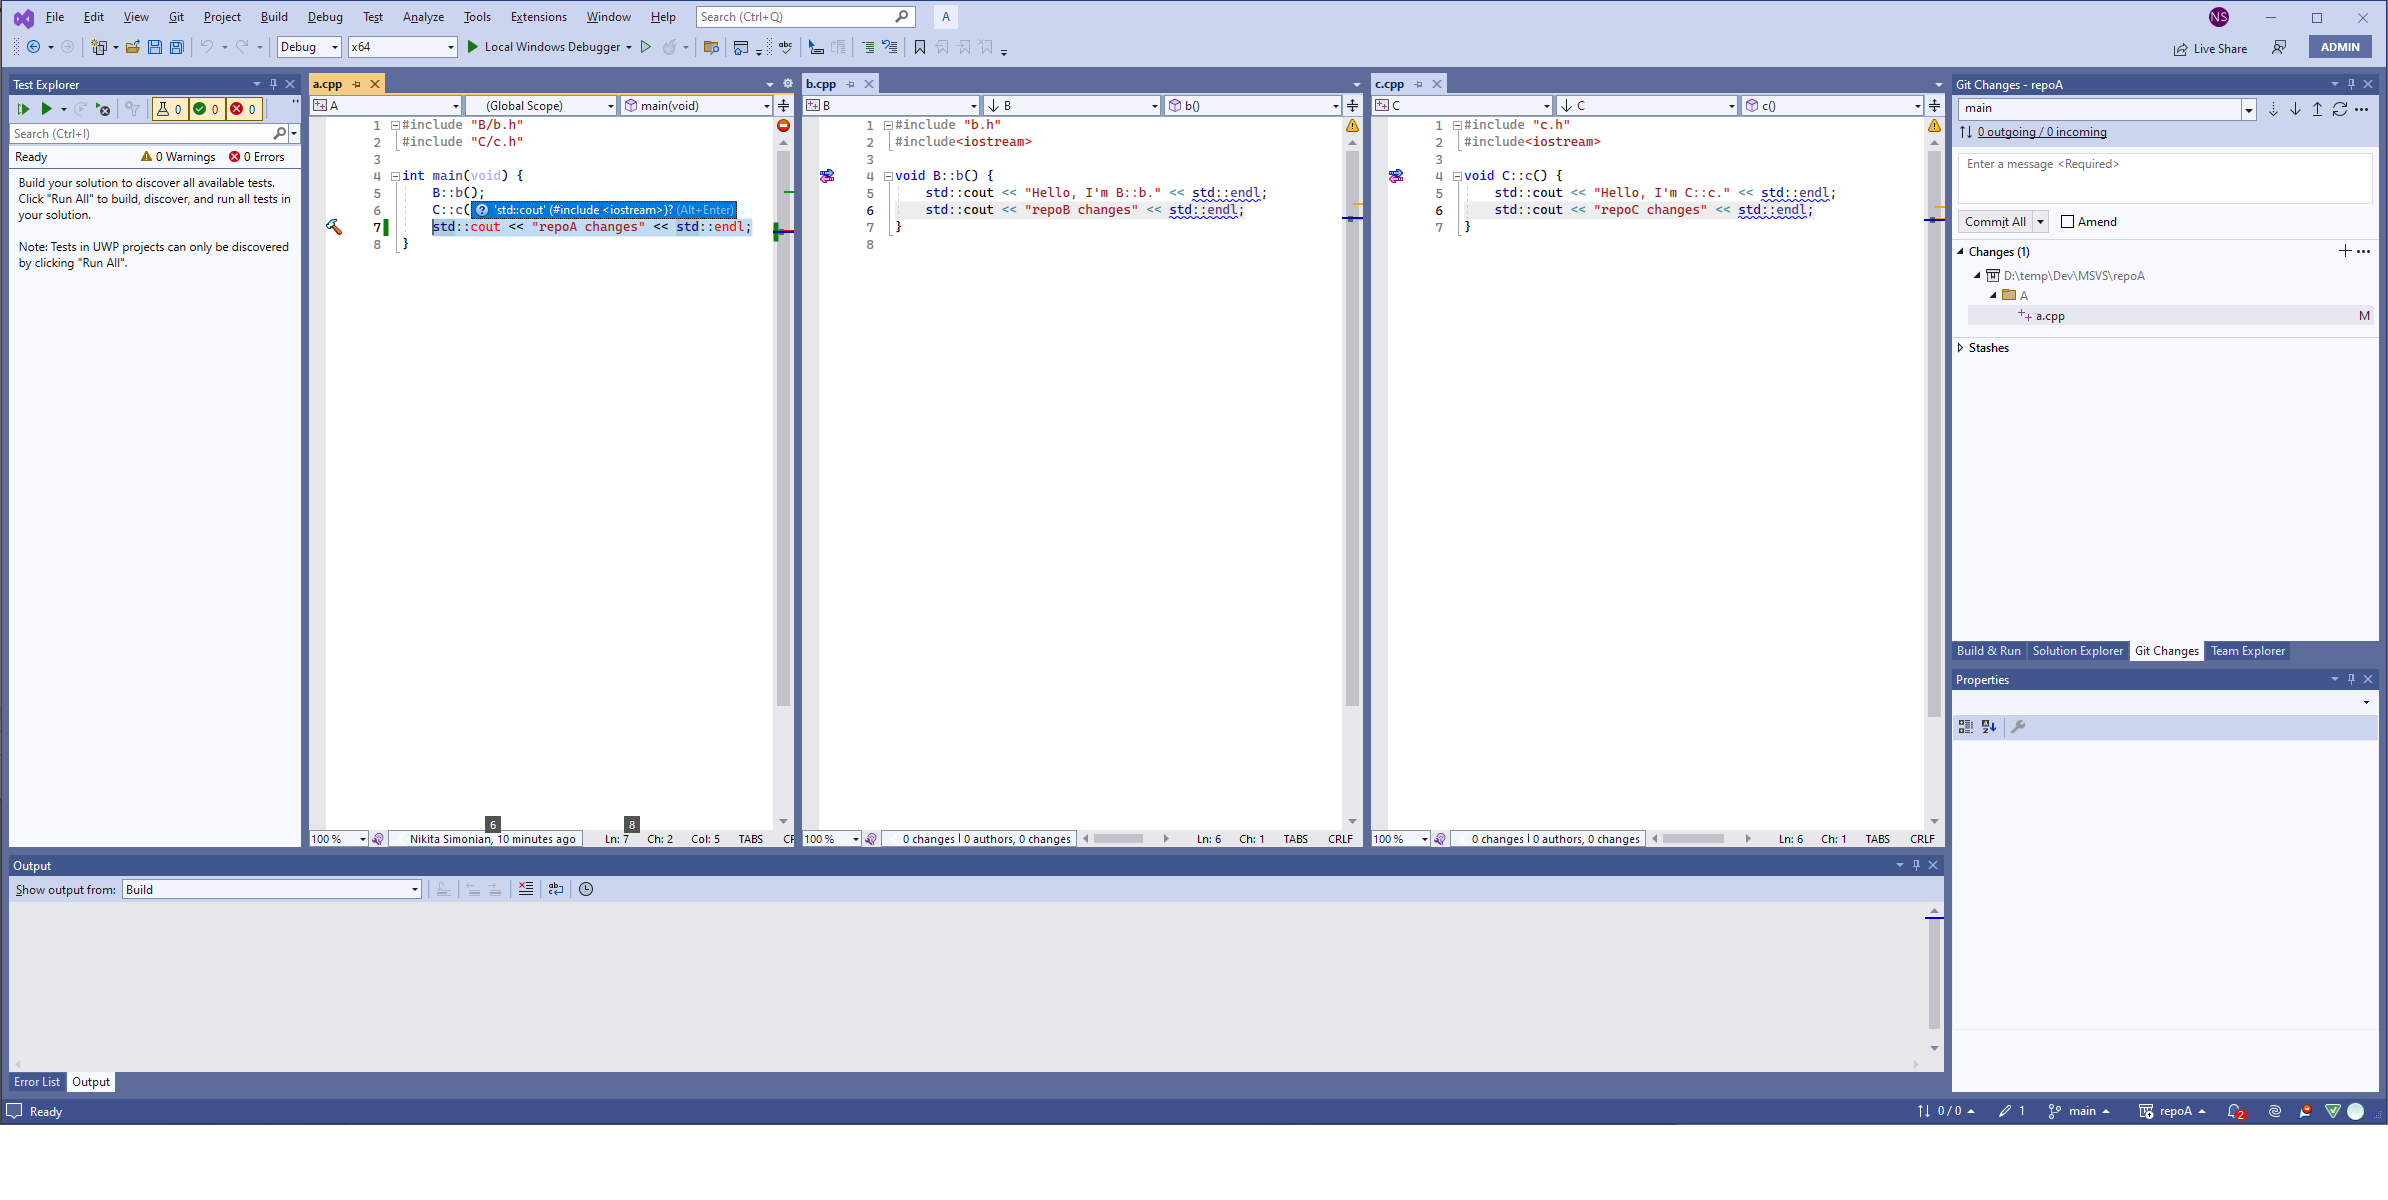 File Edit View Git Project Build Debug Test Analyze Tools Extensions Window Help Search (Ctrl+Q) A NS
Debug x64 Local Windows Debugger Live Share ADMIN
Test Explorer
0 0 0
Search (Ctrl+I)
Ready 0 Warnings 0 Errors
Build your solution to discover all available tests.
Click "Run All" to build, discover, and run all tests in
your solution.
Note: Tests in UWP projects can only be discovered
by clicking "Run All".
a.cpp
A (Global Scope) main(void)
1 #include "B/b.h"
2 #include "C/c.h"
3
4 int main(void) {
5 B::b();
6 C::c( 'std::cout' (#include <iostream>)? (Alt+Enter)
7 std::cout << "repoA changes" << std::endl;
8 }
6 8
100 % Nikita Simonian, 10 minutes ago Ln: 7 Ch: 2 Col: 5 TABS CR
b.cpp
B B b()
1 #include "b.h"
2 #include<iostream>
3
4 void B::b() {
5 std::cout << "Hello, I'm B::b." << std::endl;
6 std::cout << "repoB changes" << std::endl;
7 }
8
100 % 0 changes | 0 authors, 0 changes Ln: 6 Ch: 1 TABS CRLF
c.cpp
C C c()
1 #include "c.h"
2 #include<iostream>
3
4 void C::c() {
5 std::cout << "Hello, I'm C::c." << std::endl;
6 std::cout << "repoC changes" << std::endl;
7 }
100 % 0 changes | 0 authors, 0 changes Ln: 6 Ch: 1 TABS CRLF
Git Changes - repoA
main
0 outgoing / 0 incoming
Enter a message <Required>
Commit All Amend
Changes (1)
D:\temp\Dev\MSVS\repoA
A
a.cpp M
Stashes
Build & Run Solution Explorer Git Changes Team Explorer
Properties
Output
Show output from: Build
Error List Output
Ready 0 / 0 1 main repoA 2